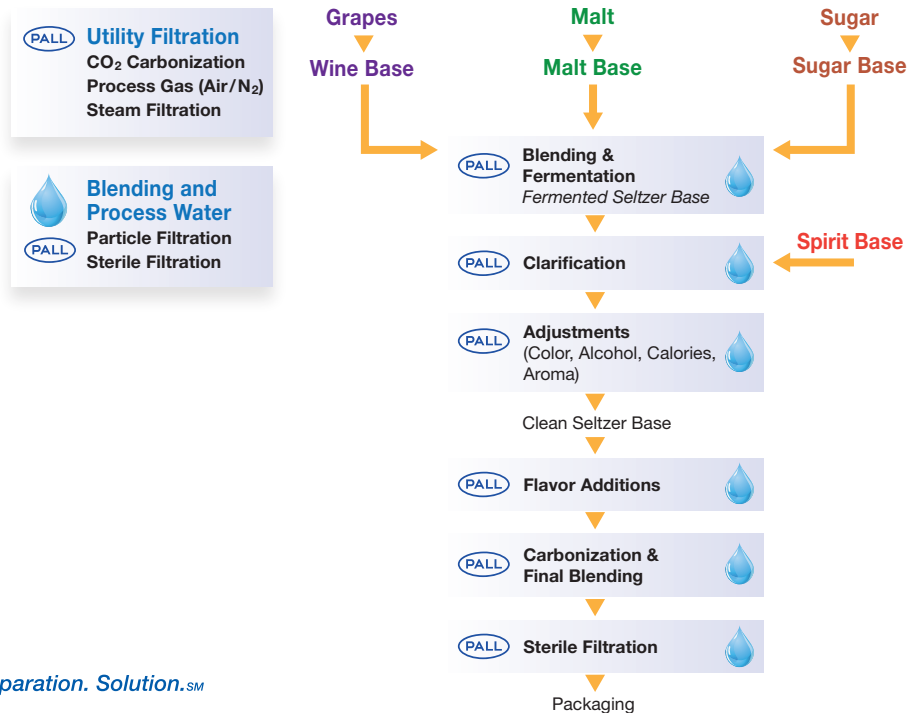 PALL
Utility Filtration
CO₂ Carbonization
Process Gas (Air/N₂)
Steam Filtration
Blending and
Process Water
PALL
Particle Filtration
Sterile Filtration
Grapes
Wine Base
Malt
Malt Base
Sugar
Sugar Base
PALL
Blending &
Fermentation
Fermented Seltzer Base
Spirit Base
PALL
Clarification
PALL
Adjustments
(Color, Alcohol, Calories,
Aroma)
Clean Seltzer Base
PALL
Flavor Additions
PALL
Carbonization &
Final Blending
PALL
Sterile Filtration
Packaging
paration. Solution.SM